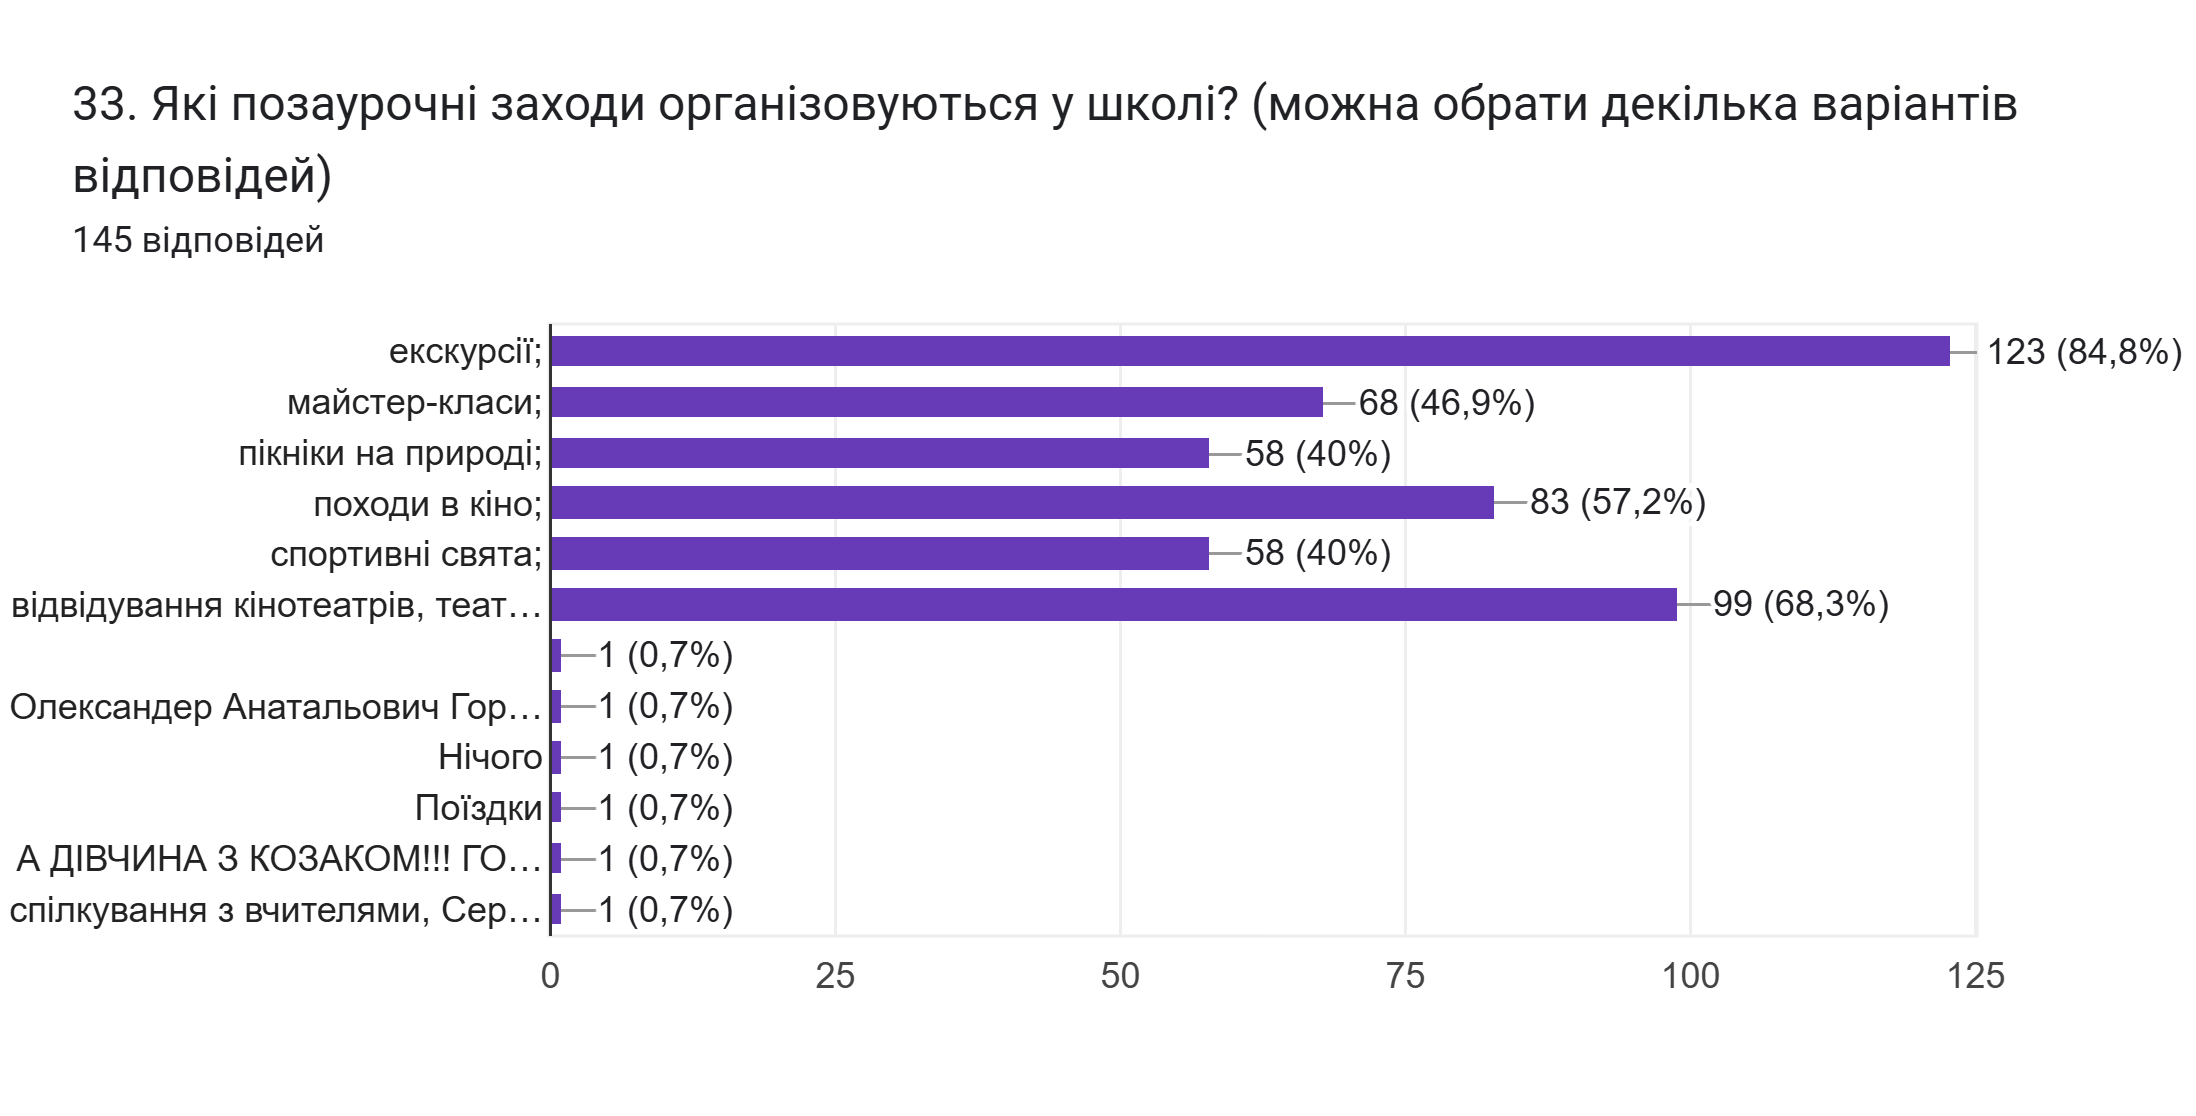 33. Які позаурочні заходи організовуються у школі? (можна обрати декілька варіантів
відповідей)
145 відповідей
екскурсії; 123 (84,8%)
майстер-класи; 68 (46,9%)
пікніки на природі; 58 (40%)
походи в кіно; 83 (57,2%)
спортивні свята; 58 (40%)
відвідування кінотеатрів, теат… 99 (68,3%)
1 (0,7%)
Олександер Анатальович Гор… 1 (0,7%)
Нічого 1 (0,7%)
Поїздки 1 (0,7%)
А ДІВЧИНА З КОЗАКОМ!!! ГО… 1 (0,7%)
спілкування з вчителями, Сер… 1 (0,7%)
0 25 50 75 100 125